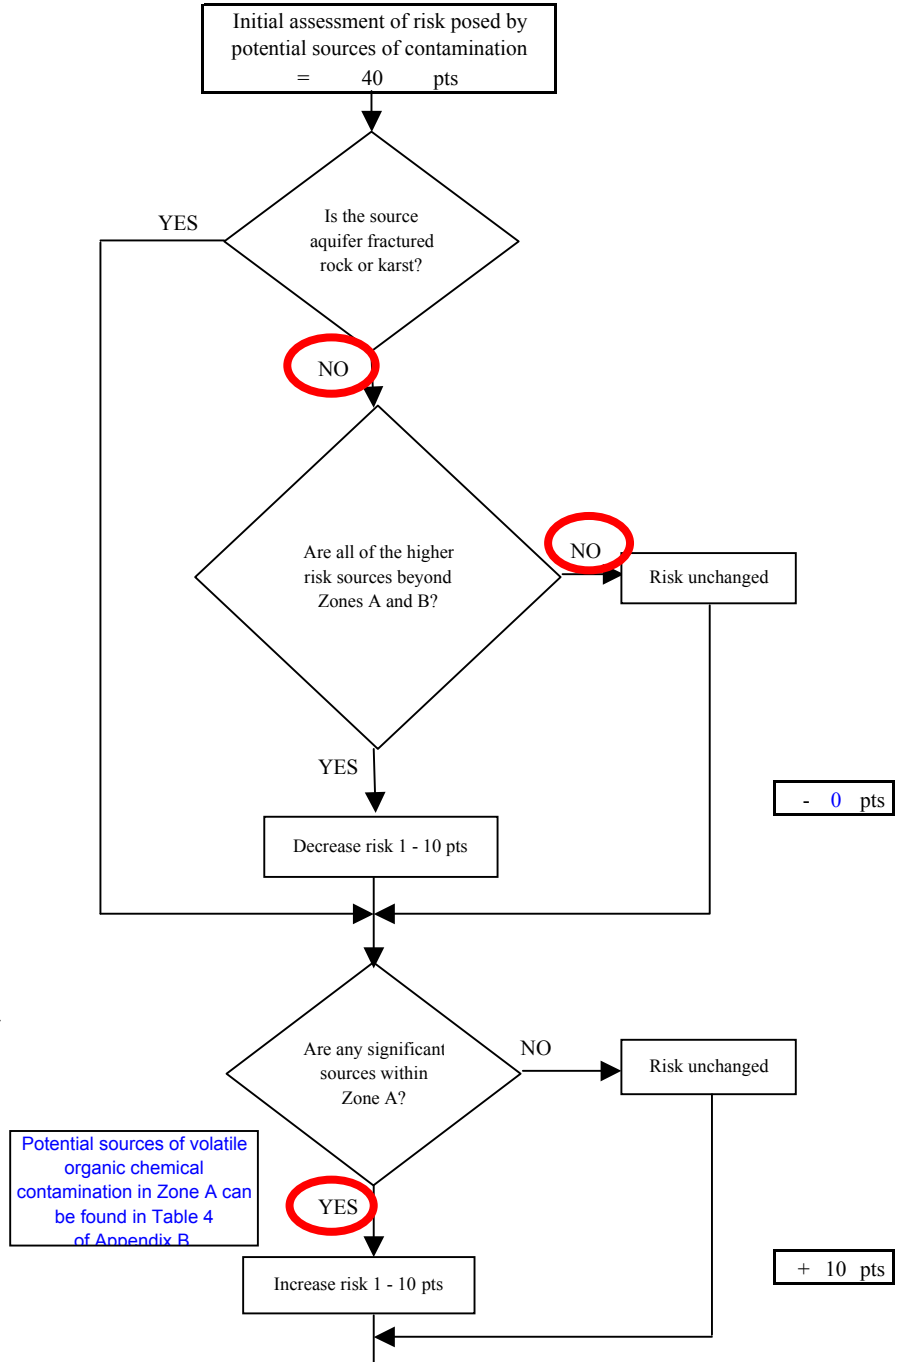 Initial assessment of risk posed by
potential sources of contamination
= 40 pts
YES
Is the source
aquifer fractured
rock or karst?
NO
Are all of the higher
risk sources beyond
Zones A and B?
NO
Risk unchanged
YES
- 0 pts
Decrease risk 1 - 10 pts
Are any significant
sources within
Zone A?
NO
Risk unchanged
Potential sources of volatile
organic chemical
contamination in Zone A can
be found in Table 4
of Appendix B
YES
+ 10 pts
Increase risk 1 - 10 pts